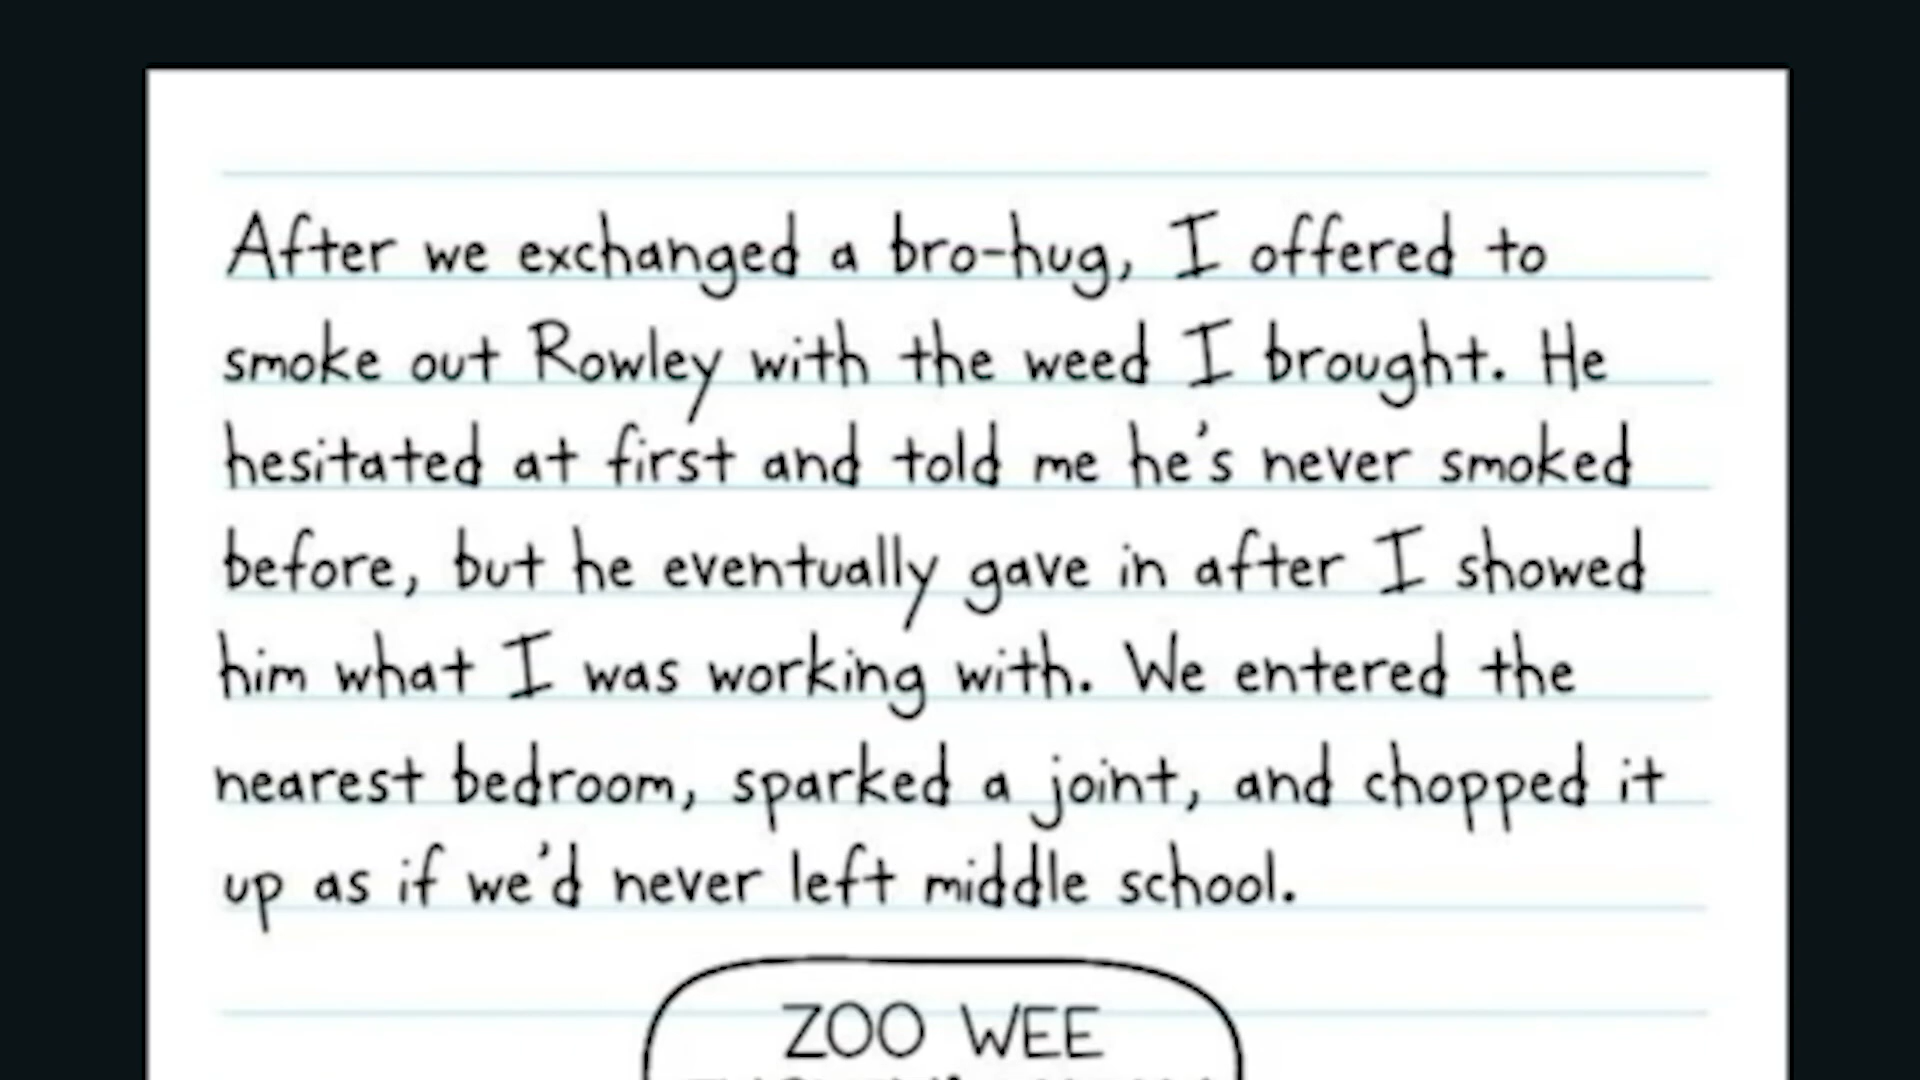 After we exchanged a bro-hug, I offered to
smoke out Rowley with the weed I brought. He
hesitated at first and told me he's never smoked
before, but he eventually gave in after I showed
him what I was working with. We entered the
nearest bedroom, sparked a joint, and chopped it
up as if we'd never left middle school.
ZOO WEE